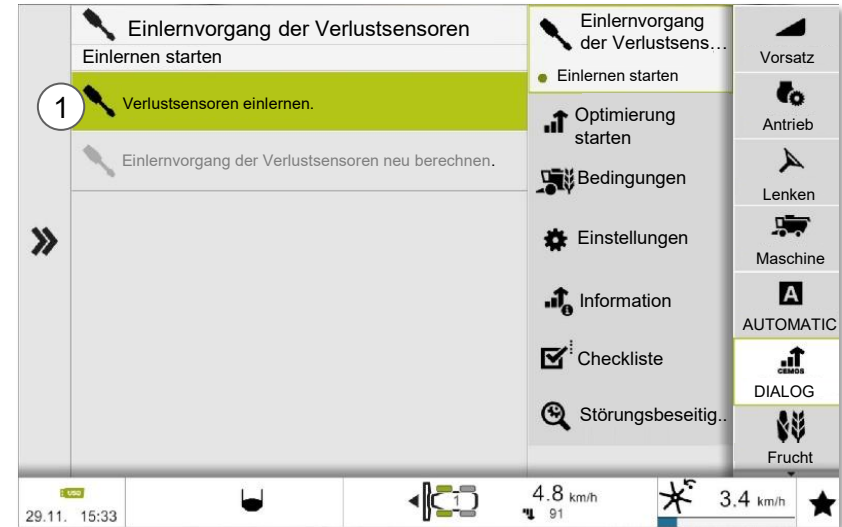 Einlernvorgang der Verlustsensoren
Einlernen starten
1
Verlustsensoren einlernen.
Einlernvorgang der Verlustsensoren neu berechnen.
Einlernvorgang
der Verlustsens...
Einlernen starten
Optimierung
starten
Bedingungen
Einstellungen
Information
Checkliste
Störungsbeseitig..
Vorsatz
Antrieb
Lenken
Maschine
A
AUTOMATIC
CEMOS
DIALOG
Frucht
USB
29.11. 15:33
1
4.8 km/h
91
3.4 km/h